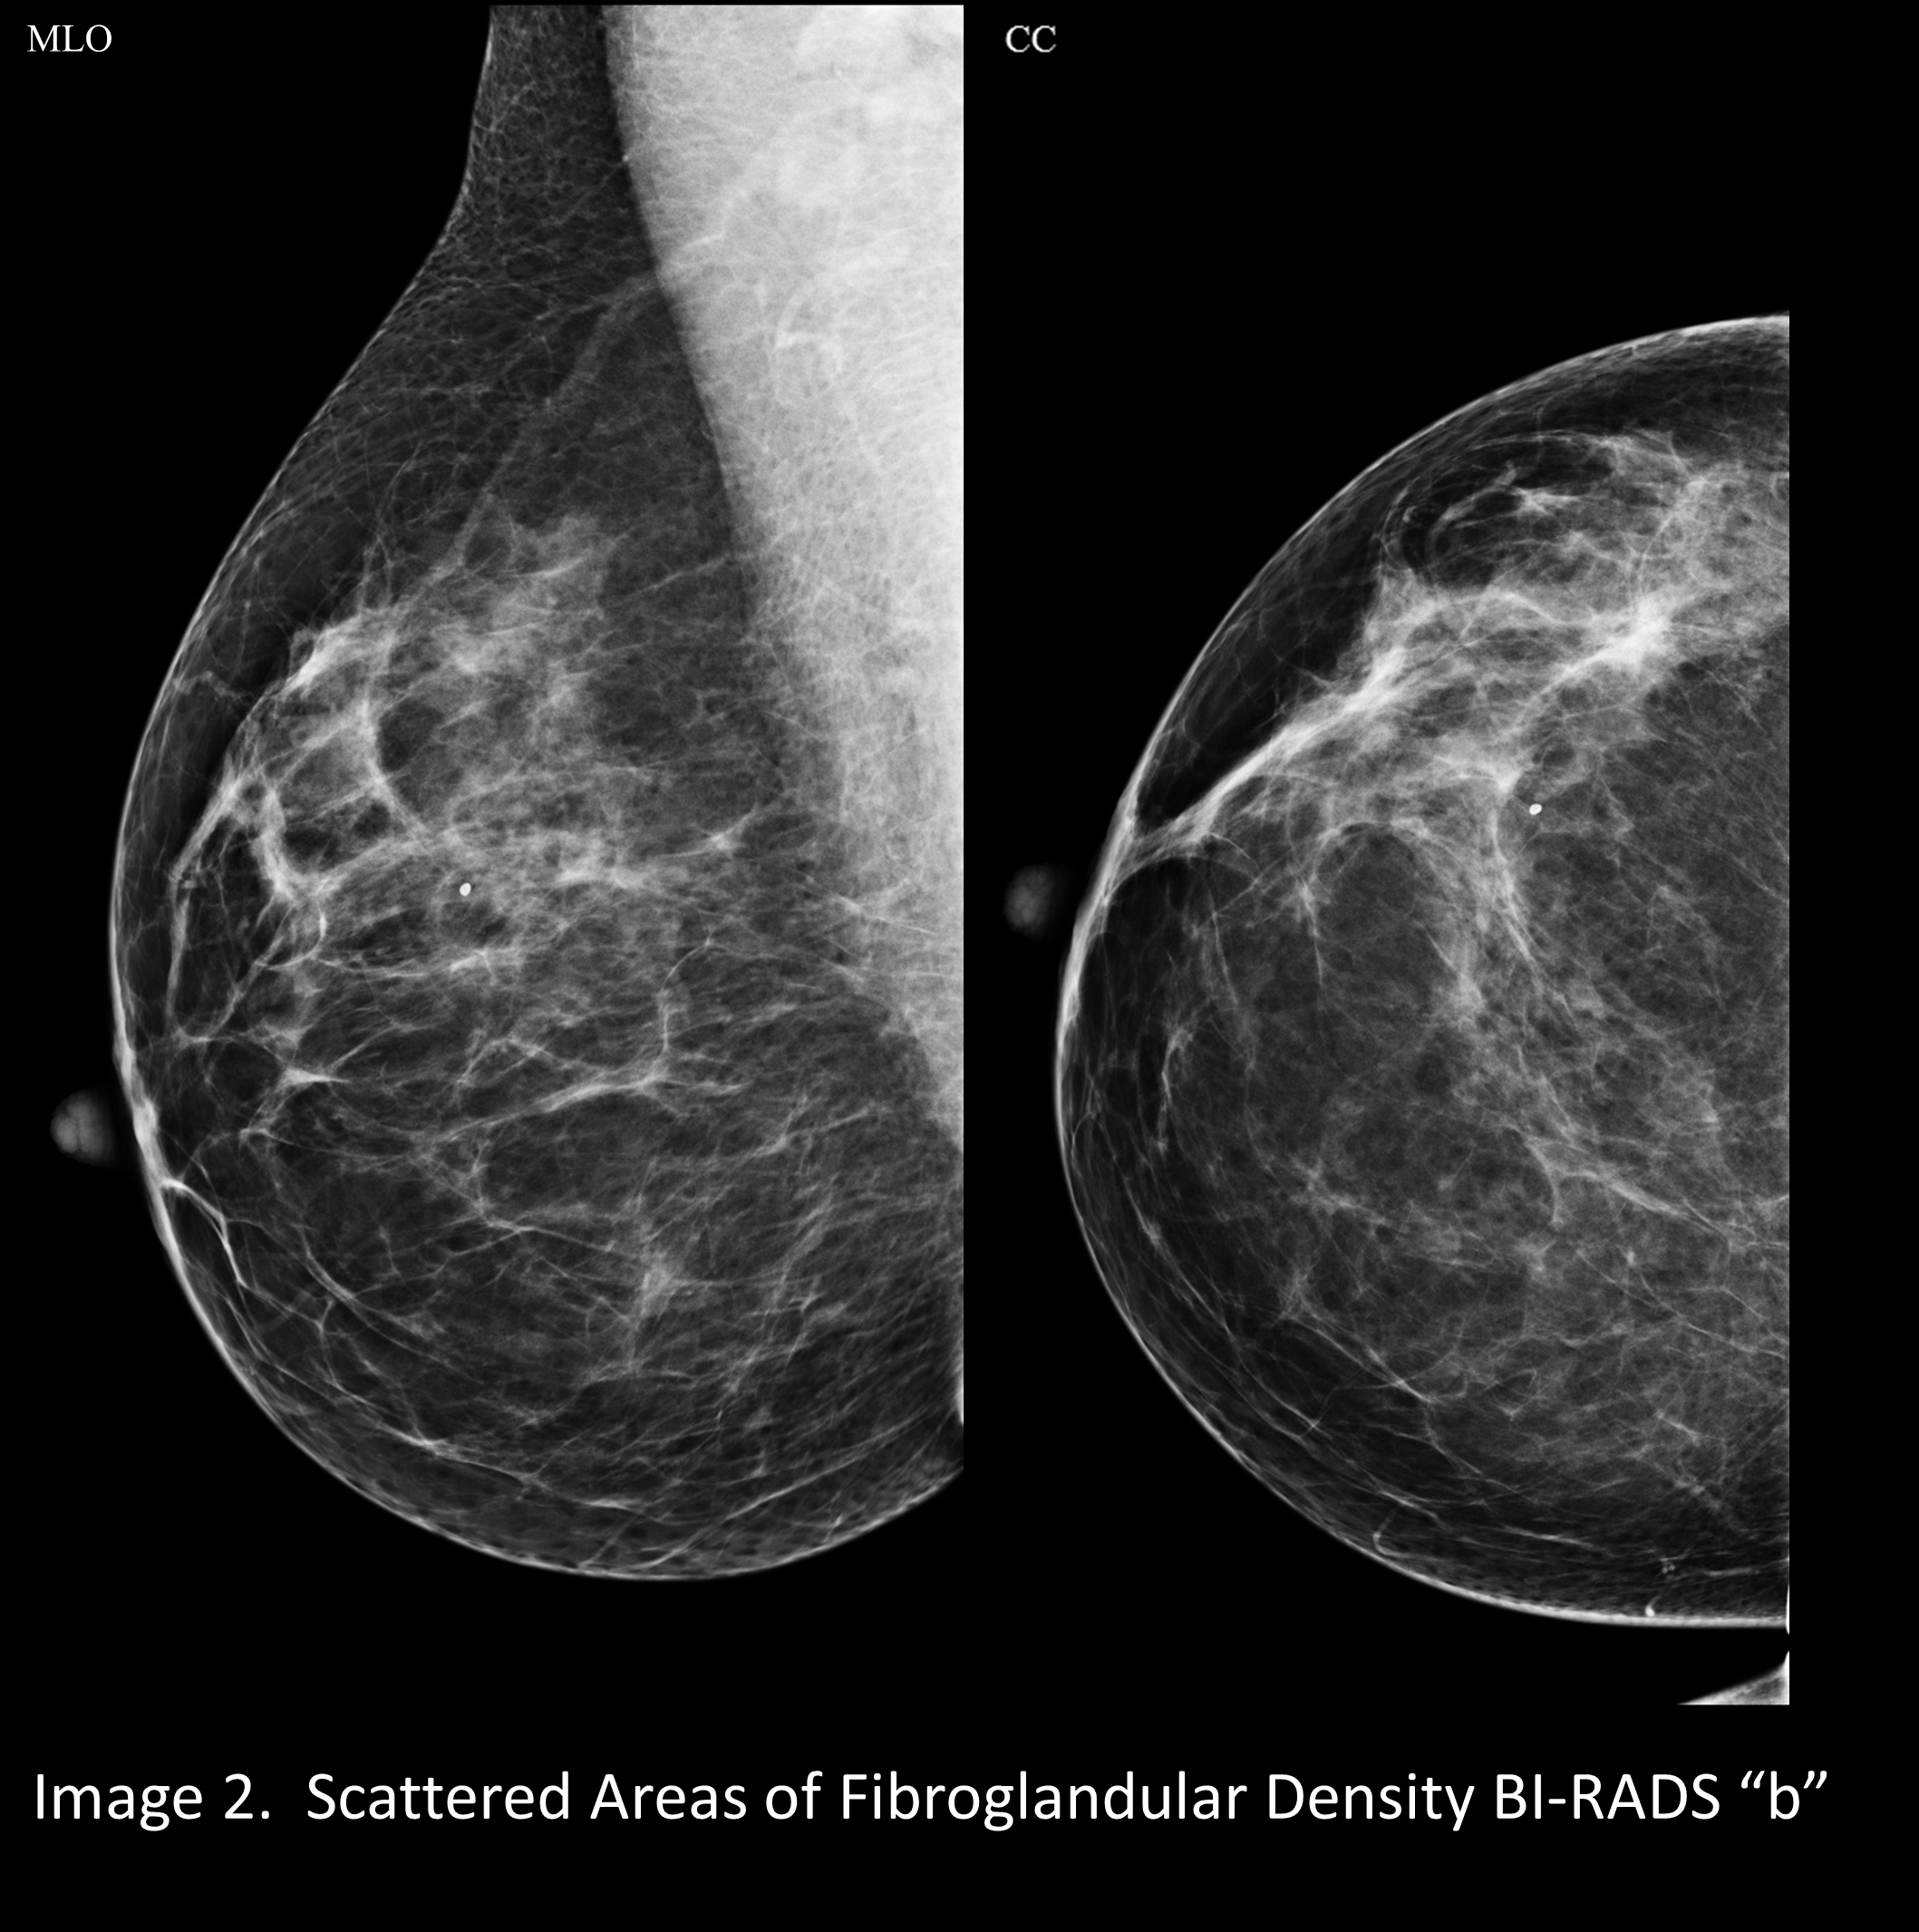 MLO
CC
Image 2.  Scattered Areas of Fibroglandular Density BI-RADS “b”